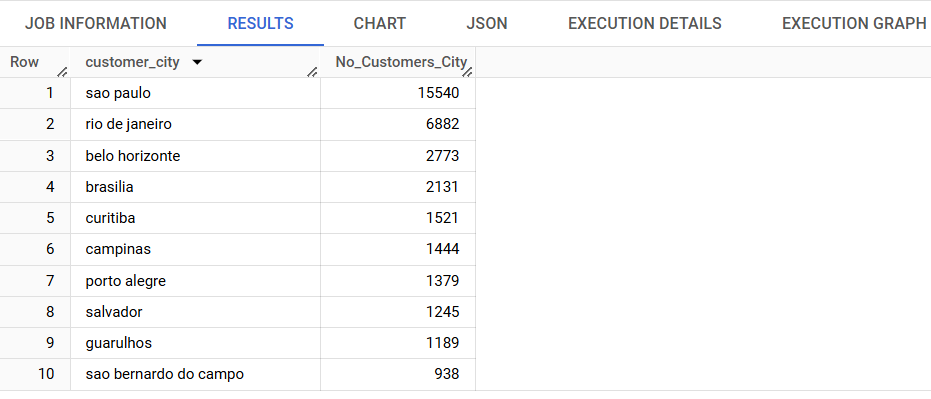 JOB INFORMATION RESULTS CHART JSON EXECUTION DETAILS EXECUTION GRAPH
Row customer_city No_Customers_City
1 sao paulo 15540
2 rio de janeiro 6882
3 belo horizonte 2773
4 brasilia 2131
5 curitiba 1521
6 campinas 1444
7 porto alegre 1379
8 salvador 1245
9 guarulhos 1189
10 sao bernardo do campo 938